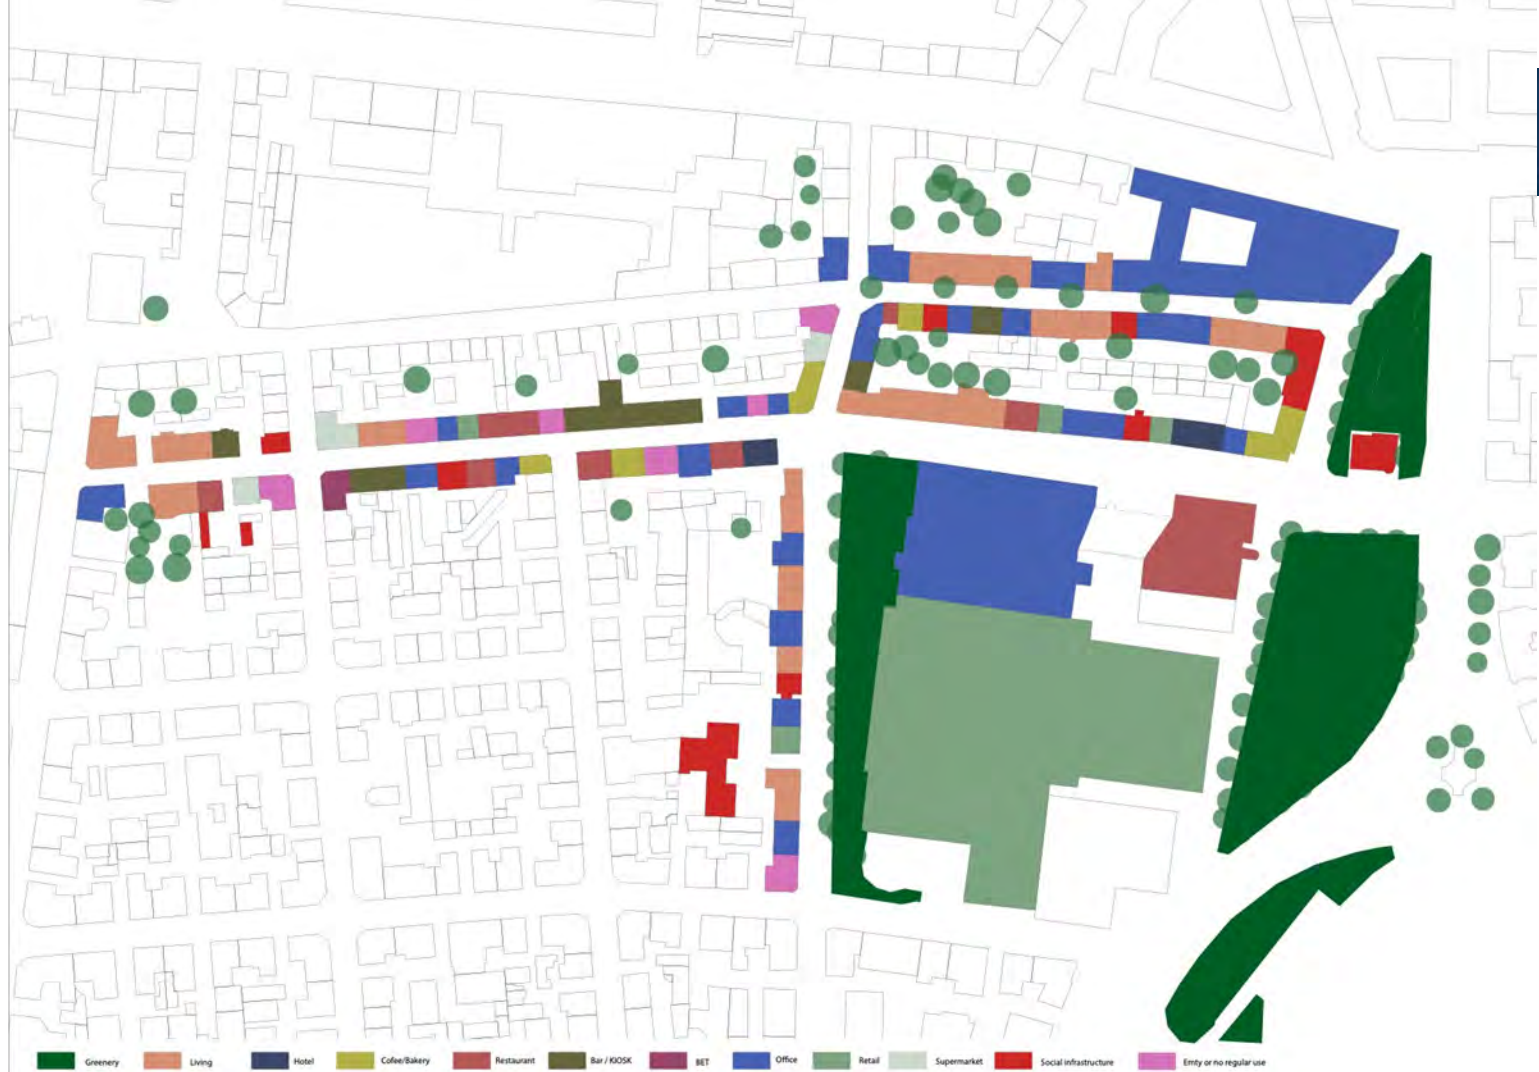 Greenery
Living
Hotel
Cofee/Bakery
Restaurant
Bar / KIOSK
BET
Office
Retail
Supermarket
Social infrastructure
Emty or no regular use